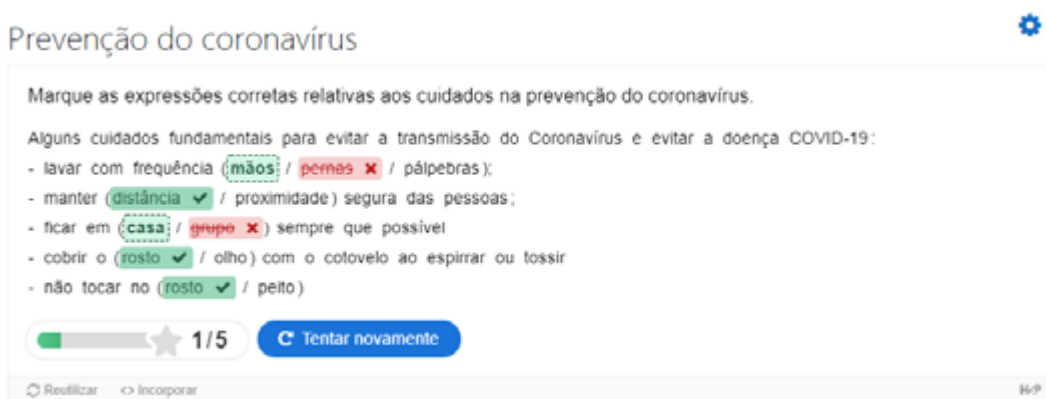 Prevenção do coronavírus
Marque as expressões corretas relativas aos cuidados na prevenção do coronavírus.
Alguns cuidados fundamentais para evitar a transmissão do Coronavírus e evitar a doença COVID-19:
- lavar com frequência (mãos / pernas ✖ / pálpebras);
- manter (distância ✔ / proximidade) segura das pessoas;
- ficar em (casa / grupo ✖) sempre que possível
- cobrir o (rosto ✔ / olho) com o cotovelo ao espirrar ou tossir
- não tocar no (rosto ✔ / peito)
1/5 Tentar novamente
Reutilizar <> Incorporar H-P